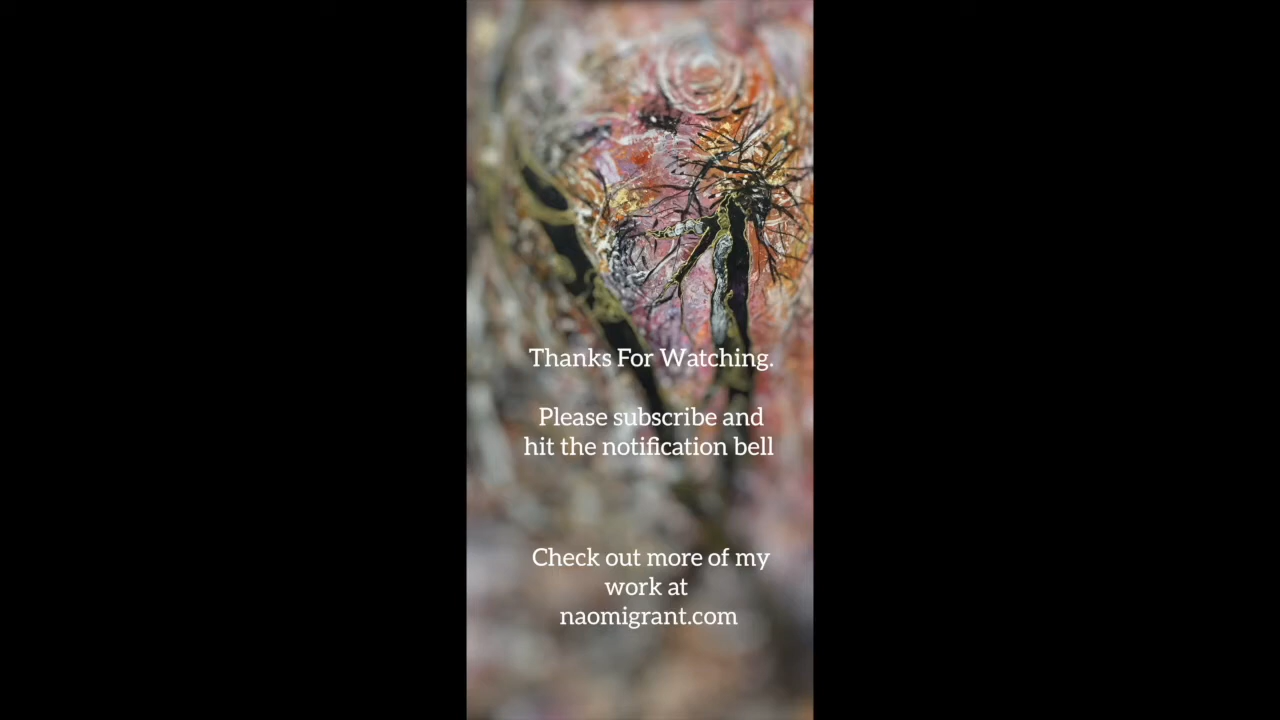 Thanks For Watching.
Please subscribe and
hit the notification bell
Check out more of my
work at
naomigrant.com